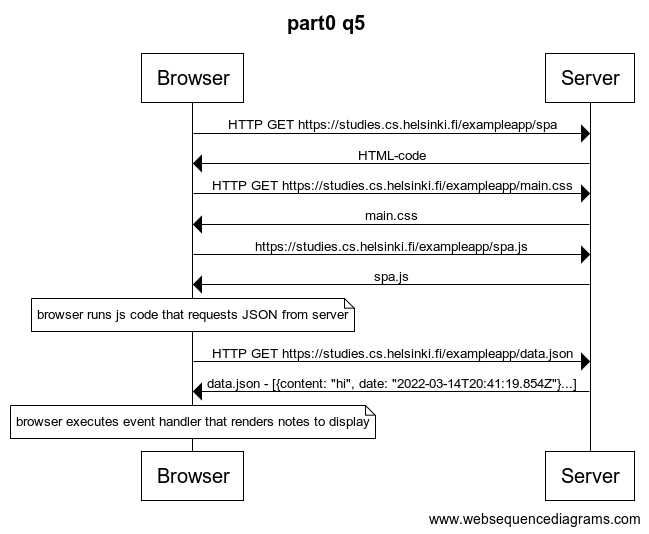 part0 q5
Browser
Server
HTTP GET https://studies.cs.helsinki.fi/exampleapp/spa
HTML-code
HTTP GET https://studies.cs.helsinki.fi/exampleapp/main.css
main.css
https://studies.cs.helsinki.fi/exampleapp/spa.js
spa.js
browser runs js code that requests JSON from server
HTTP GET https://studies.cs.helsinki.fi/exampleapp/data.json
data.json - [{content: "hi", date: "2022-03-14T20:41:19.854Z"}...]
browser executes event handler that renders notes to display
Browser
Server
www.websequencediagrams.com